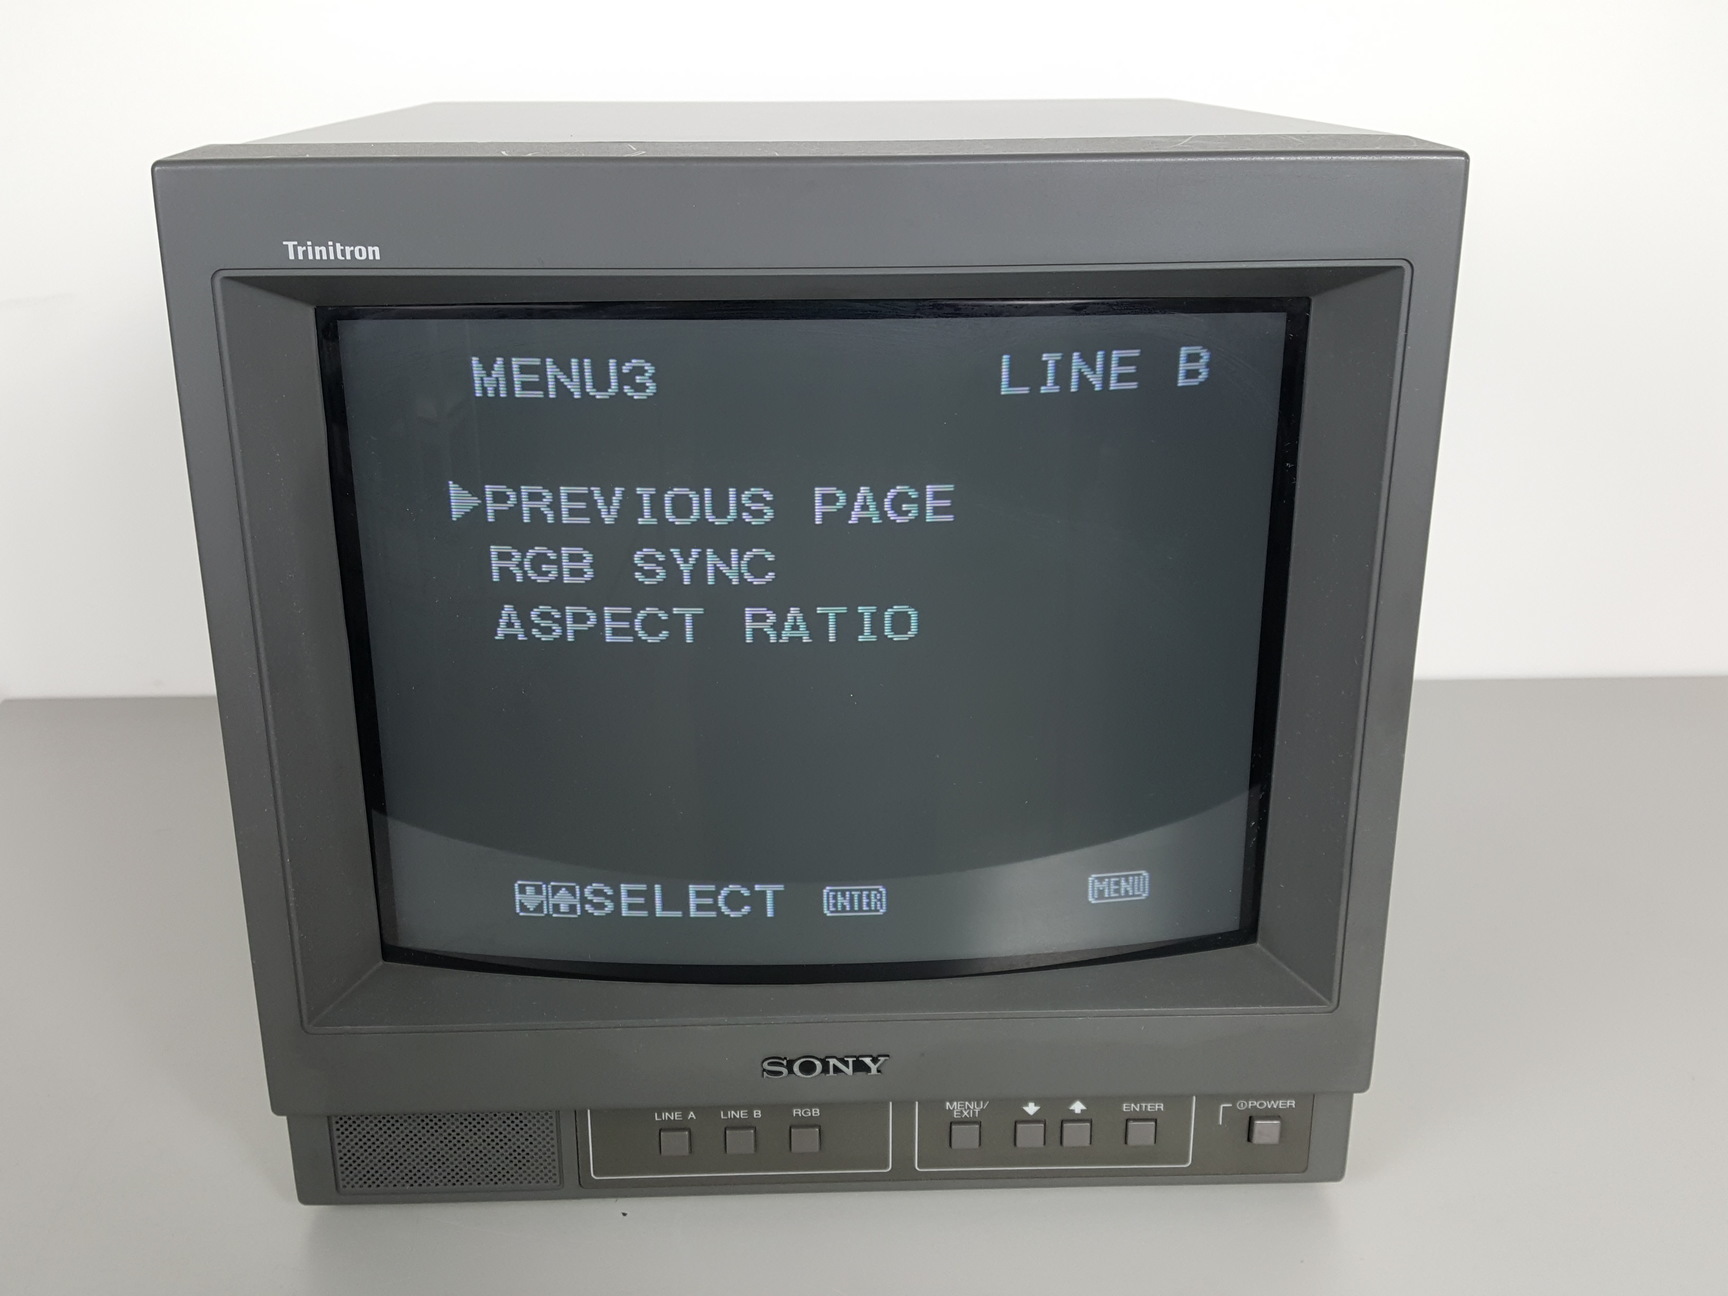 Trinitron
MENU3 LINE B
▶PREVIOUS PAGE
RGB SYNC
ASPECT RATIO
SELECT ENTER MENU
SONY
LINE A LINE B RGB MENU/EXIT ENTER POWER